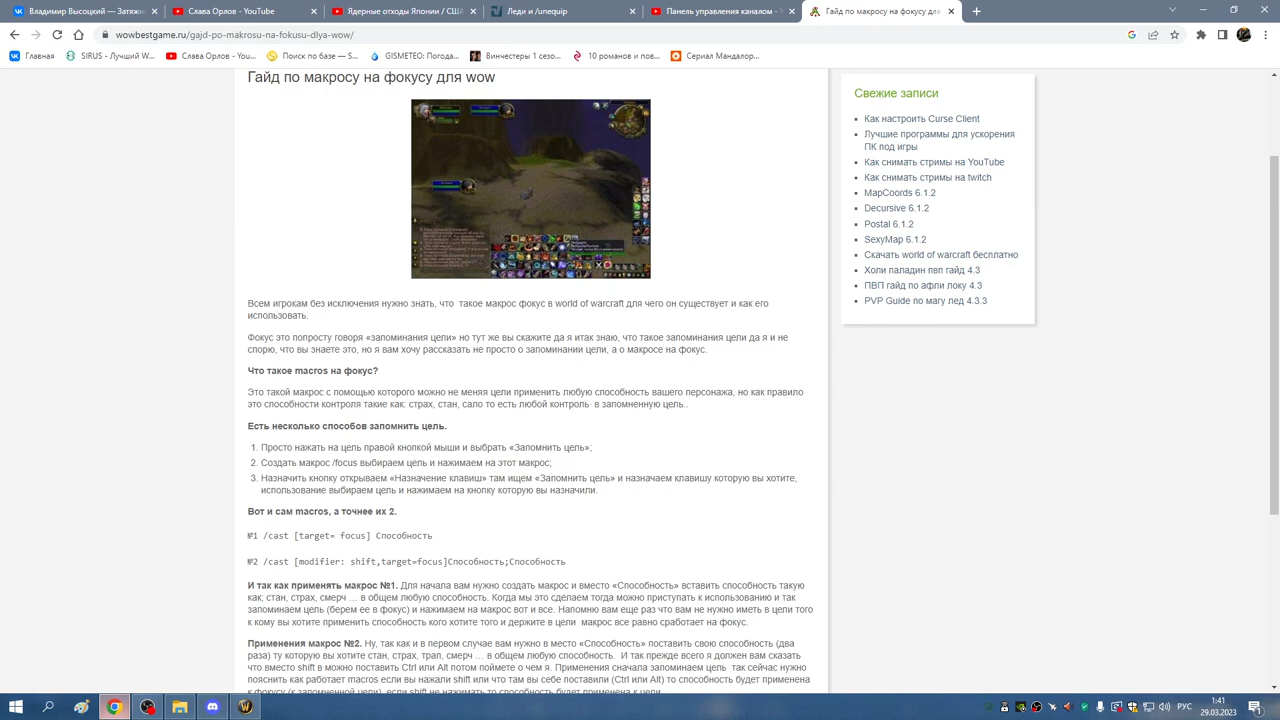 Владимир Высоцкий — Затяжн
Слава Орлов - YouTube
Легион Атаки / США
Лев Лещ / unequip
Панель управления канал
Гайд по макросу на фокусу дл
wowbestgame.ru/gajd-po-makrosu-na-fokusu-dlya-wow/
Главная
SIRUS - Лучший W...
Слава Орлов - You...
Поиск по базе — S...
GISMETEO: Погода...
Винчестеры 1 сезо...
10 романов и пов...
Сериал Мандалор...
Гайд по макросу на фокусу для wow
Всем игрокам без исключения нужно знать, что такое макрос фокус в world of warcraft для чего он существует и как его
использовать.
Фокус это попросту говоря «запоминания цели» но тут же вы скажите да я итак знаю, что такое запоминания цели да я и не
спорю, что вы знаете это, но я вам хочу рассказать не просто о запоминании цели, а о макросе на фокус.
Что такое macros на фокус?
Это такой макрос с помощью которого можно не меняя цели применить любую способность вашего персонажа, но как правило
это способности контроля такие как: страх, стан, сало то есть любой контроль в запомненную цель..
Есть несколько способов запомнить цель.
1. Просто нажать на цель правой кнопкой мыши и выбрать «Запомнить цель»;
2. Создать макрос /focus выбираем цель и нажимаем на этот макрос;
3. Назначить кнопку открываем «Назначение клавиш» там ищем «Запомнить цель» и назначаем клавишу которую вы хотите,
использование выбираем цель и нажимаем на кнопку которую вы назначили.
Вот и сам macros, а точнее их 2.
№1 /cast [target= focus] Способность
№2 /cast [modifier: shift,target=focus]Способность;Способность
И так как применять макрос №1. Для начала вам нужно создать макрос и вместо «Способность» вставить способность такую
как; стан, страх, смерч … в общем любую способность. Когда мы это сделаем тогда можно приступать к использованию и так
запоминаем цель (берем ее в фокус) и нажимаем на макрос вот и все. Напомню вам еще раз что вам не нужно иметь в цели того
к кому вы хотите применить способность кого хотите того и держите в цели макрос все равно сработает на фокус.
Применения макрос №2. Ну, так как и в первом случае вам нужно в место «Способность» поставить свою способность (два
раза) ту которую вы хотите стан, страх, трап, смерч … в общем любую способность. И так прежде всего я должен вам сказать
что вместо shift в можно поставить Ctrl или Alt потом поймете о чем я. Применения сначала запоминаем цель так сейчас нужно
пояснить как работает macros если вы нажали shift или что там вы себе поставили (Ctrl или Alt) то способность будет применена
к фокусу (к запомненной цели), если shift не нажимать то способность будет применена к цели.
Свежие записи
Как настроить Curse Client
Лучшие программы для ускорения
ПК под игры
Как снимать стримы на YouTube
Как снимать стримы на twitch
MapCoords 6.1.2
Decursive 6.1.2
Postal 6.1.2
SexyMap 6.1.2
Скачать world of warcraft бесплатно
Холи паладин пвп гайд 4.3
ПВП гайд по афли локу 4.3
PVP Guide по магу лед 4.3.3
1:41
29.03.2023